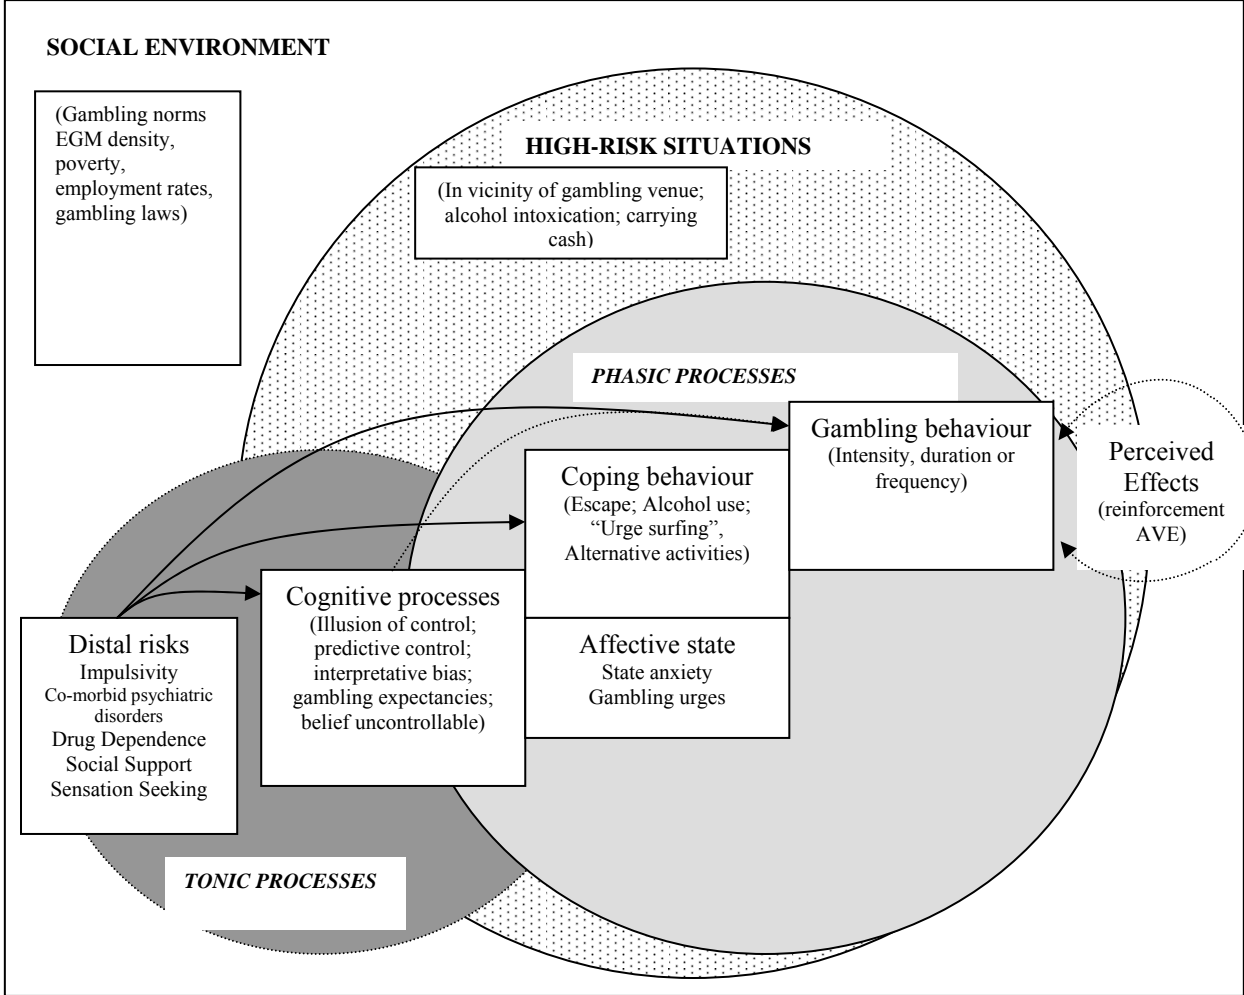 SOCIAL ENVIRONMENT
(Gambling norms
EGM density,
poverty,
employment rates,
gambling laws)
HIGH-RISK SITUATIONS
(In vicinity of gambling venue;
alcohol intoxication; carrying
cash)
PHASIC PROCESSES
Gambling behaviour
(Intensity, duration or
frequency)
Perceived
Effects
(reinforcement
AVE)
Coping behaviour
(Escape; Alcohol use;
“Urge surfing”,
Alternative activities)
Cognitive processes
(Illusion of control;
predictive control;
interpretative bias;
gambling expectancies;
belief uncontrollable)
Affective state
State anxiety
Gambling urges
Distal risks
Impulsivity
Co-morbid psychiatric
disorders
Drug Dependence
Social Support
Sensation Seeking
TONIC PROCESSES